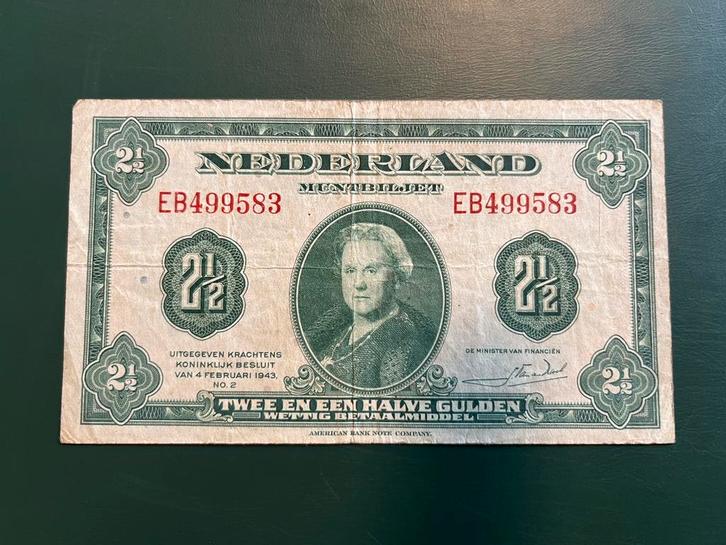 2½ 2½
NEDERLAND
MUNTBILJET
EB499583 EB499583
2½ 2½
UITGEGEVEN KRACHTENS
KONINKLIJK BESLUIT
VAN 4 FEBRUARI 1943,
NO. 2
DE MINISTER VAN FINANCIËN
2½ 2½
TWEE EN EEN HALVE GULDEN
WETTIG BETAALMIDDEL
AMERICAN BANK NOTE COMPANY.